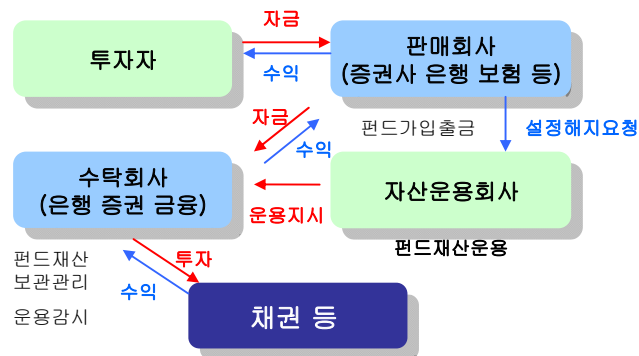 자금
투자자
판매회사
(증권사 은행 보험 등)
수익
자금
펀드가입출금
설정해지요청
수익
수탁회사
(은행 증권 금융)
자산운용회사
운용지시
펀드재산운용
펀드재산
보관관리
투자
수익
운용감시
채권 등